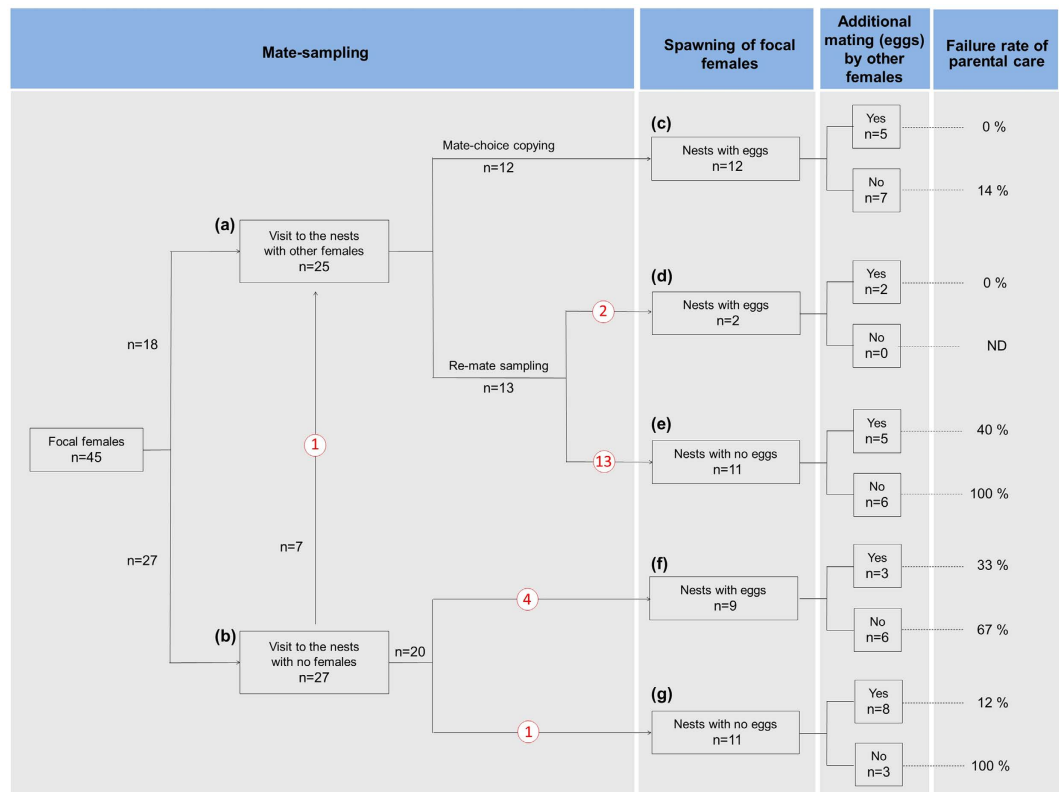 Mate-sampling
Spawning of focal
females
Additional
mating (eggs)
by other
females
Failure rate of
parental care
Focal females
n=45
n=18
n=27
(a)
Visit to the nests
with other females
n=25
1
n=7
(b)
Visit to the nests
with no females
n=27
Mate-choice copying
n=12
Re-mate sampling
n=13
2
13
n=20
4
1
(c)
Nests with eggs
n=12
Yes
n=5
0 %
No
n=7
14 %
(d)
Nests with eggs
n=2
Yes
n=2
0 %
No
n=0
ND
(e)
Nests with no eggs
n=11
Yes
n=5
40 %
No
n=6
100 %
(f)
Nests with eggs
n=9
Yes
n=3
33 %
No
n=6
67 %
(g)
Nests with no eggs
n=11
Yes
n=8
12 %
No
n=3
100 %